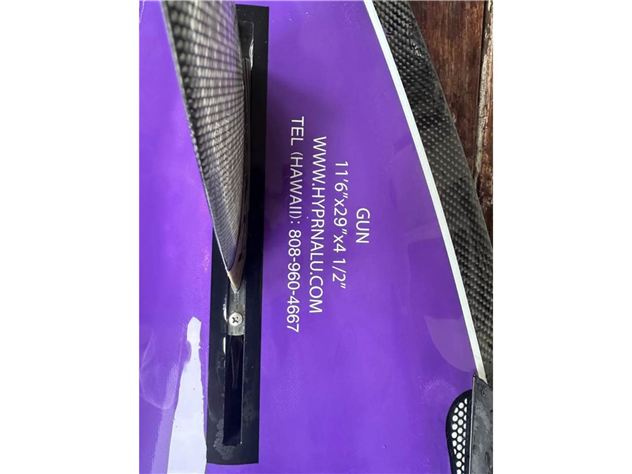 GUN
11'6"x29"x4 1/2"
WWW.HYPRNALU.COM
TEL (HAWAII): 808-960-4667